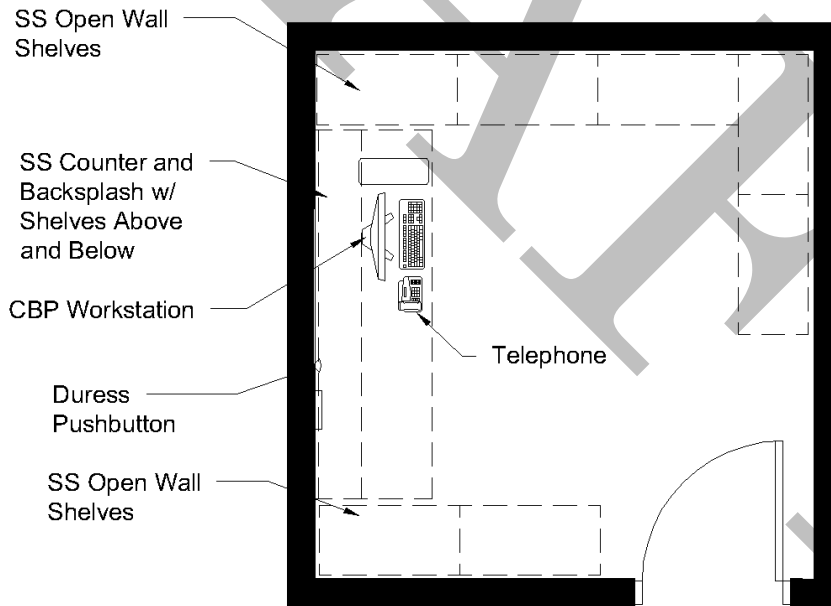 SS Open Wall
Shelves
SS Counter and
Backsplash w/
Shelves Above
and Below
CBP Workstation
Telephone
Duress
Pushbutton
SS Open Wall
Shelves